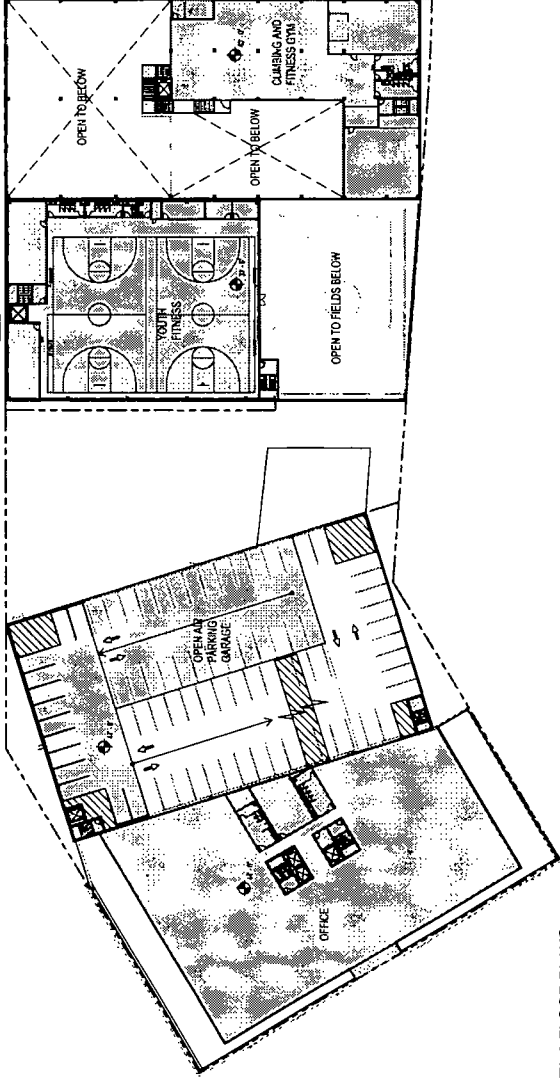 OPEN TO BELOW
CLIMBING AND
FITNESS GYM
OPEN TO BELOW
YOUTH
FITNESS
OPEN TO FIELDS BELOW
OPEN AIR
PARKING
GARAGE
OFFICE